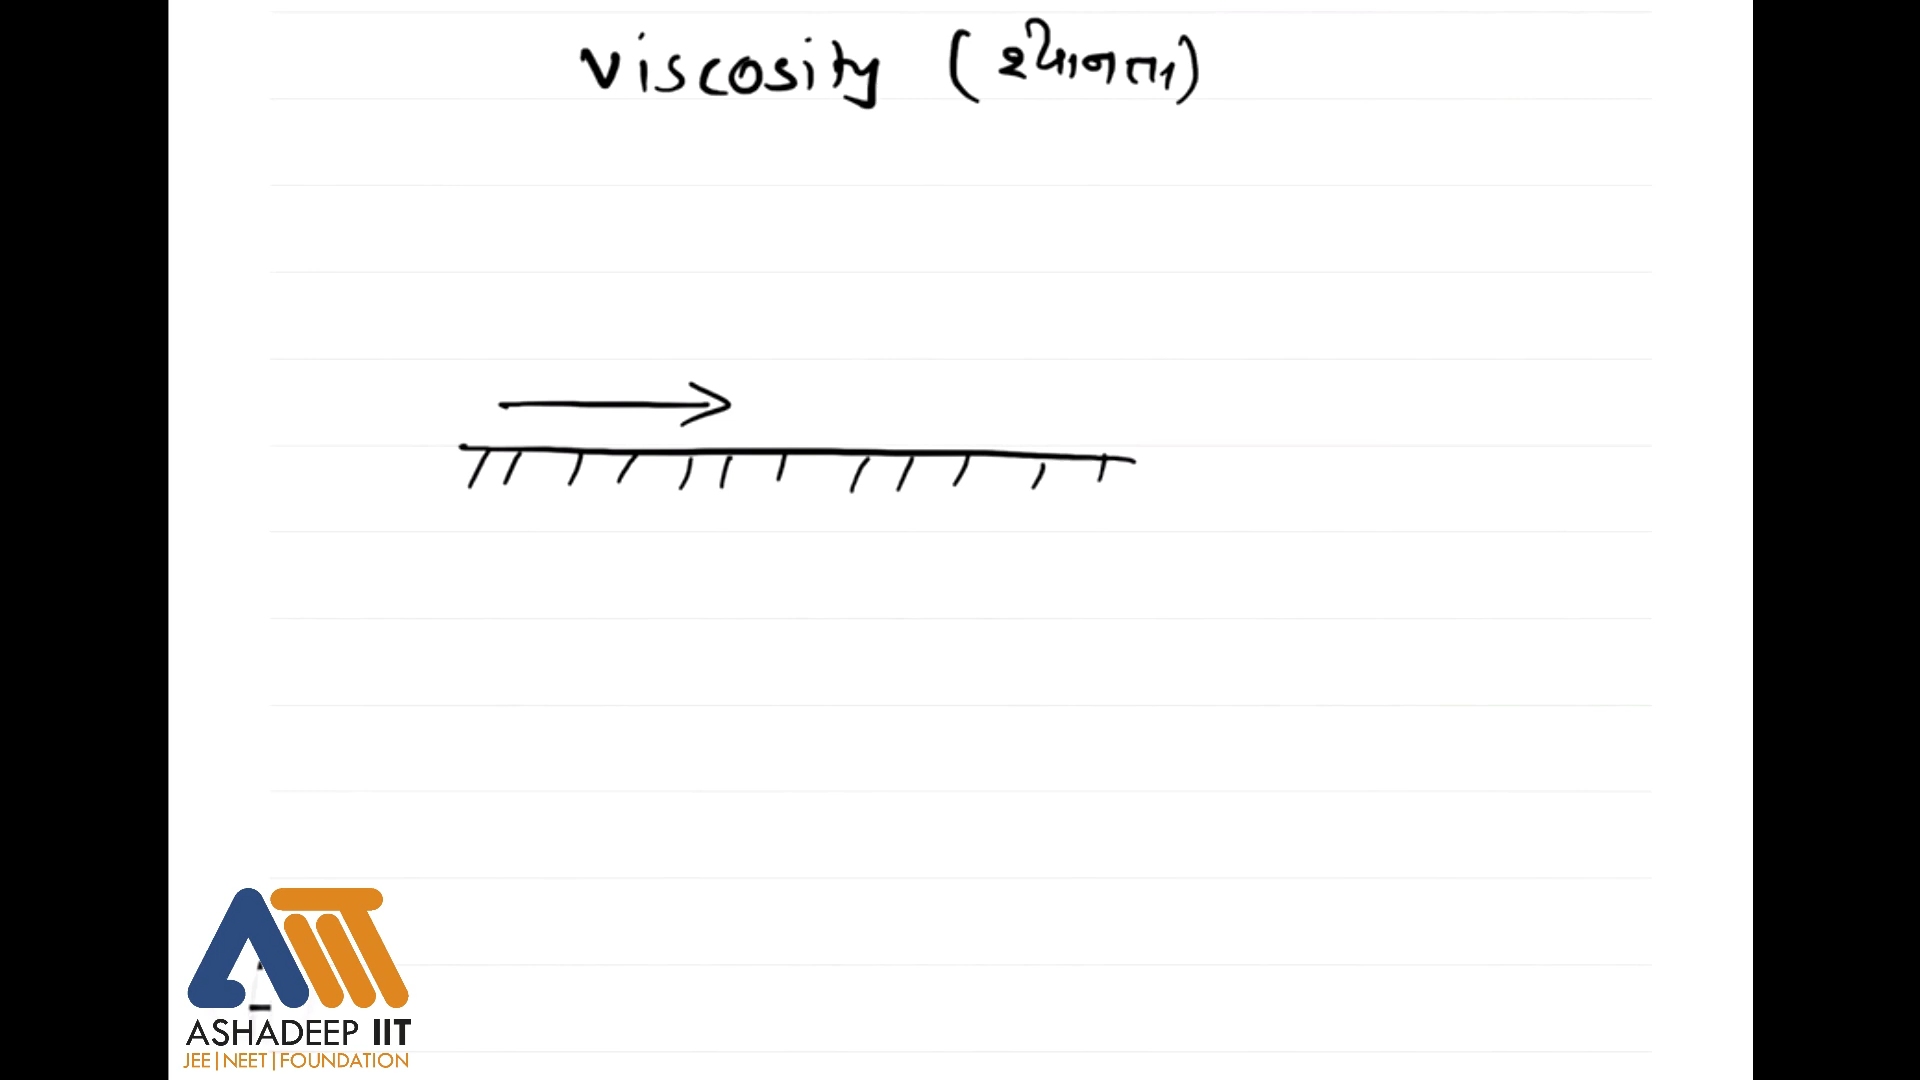 viscosity (श्यानता)
ASHADEEP IIT
JEE|NEET|FOUNDATION